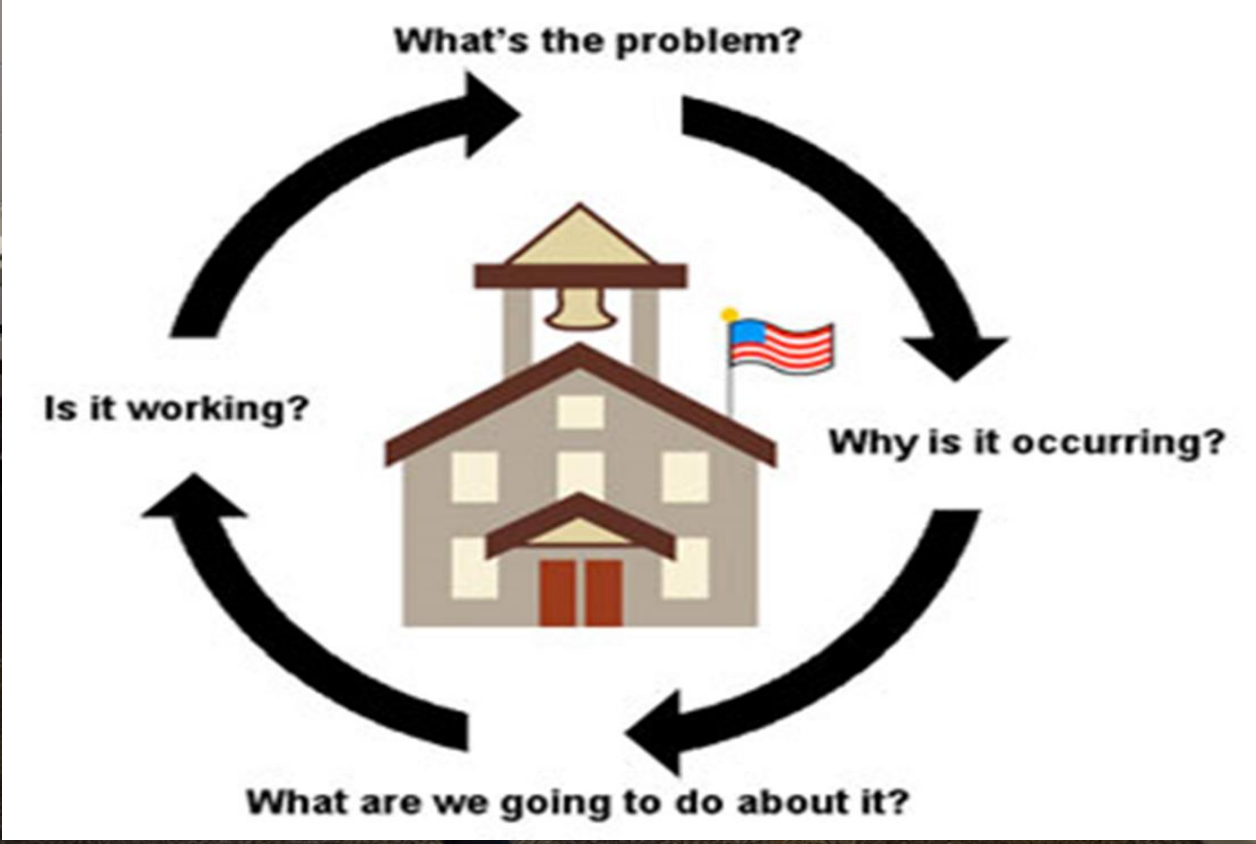 What's the problem?
Why is it occurring?
What are we going to do about it?
Is it working?